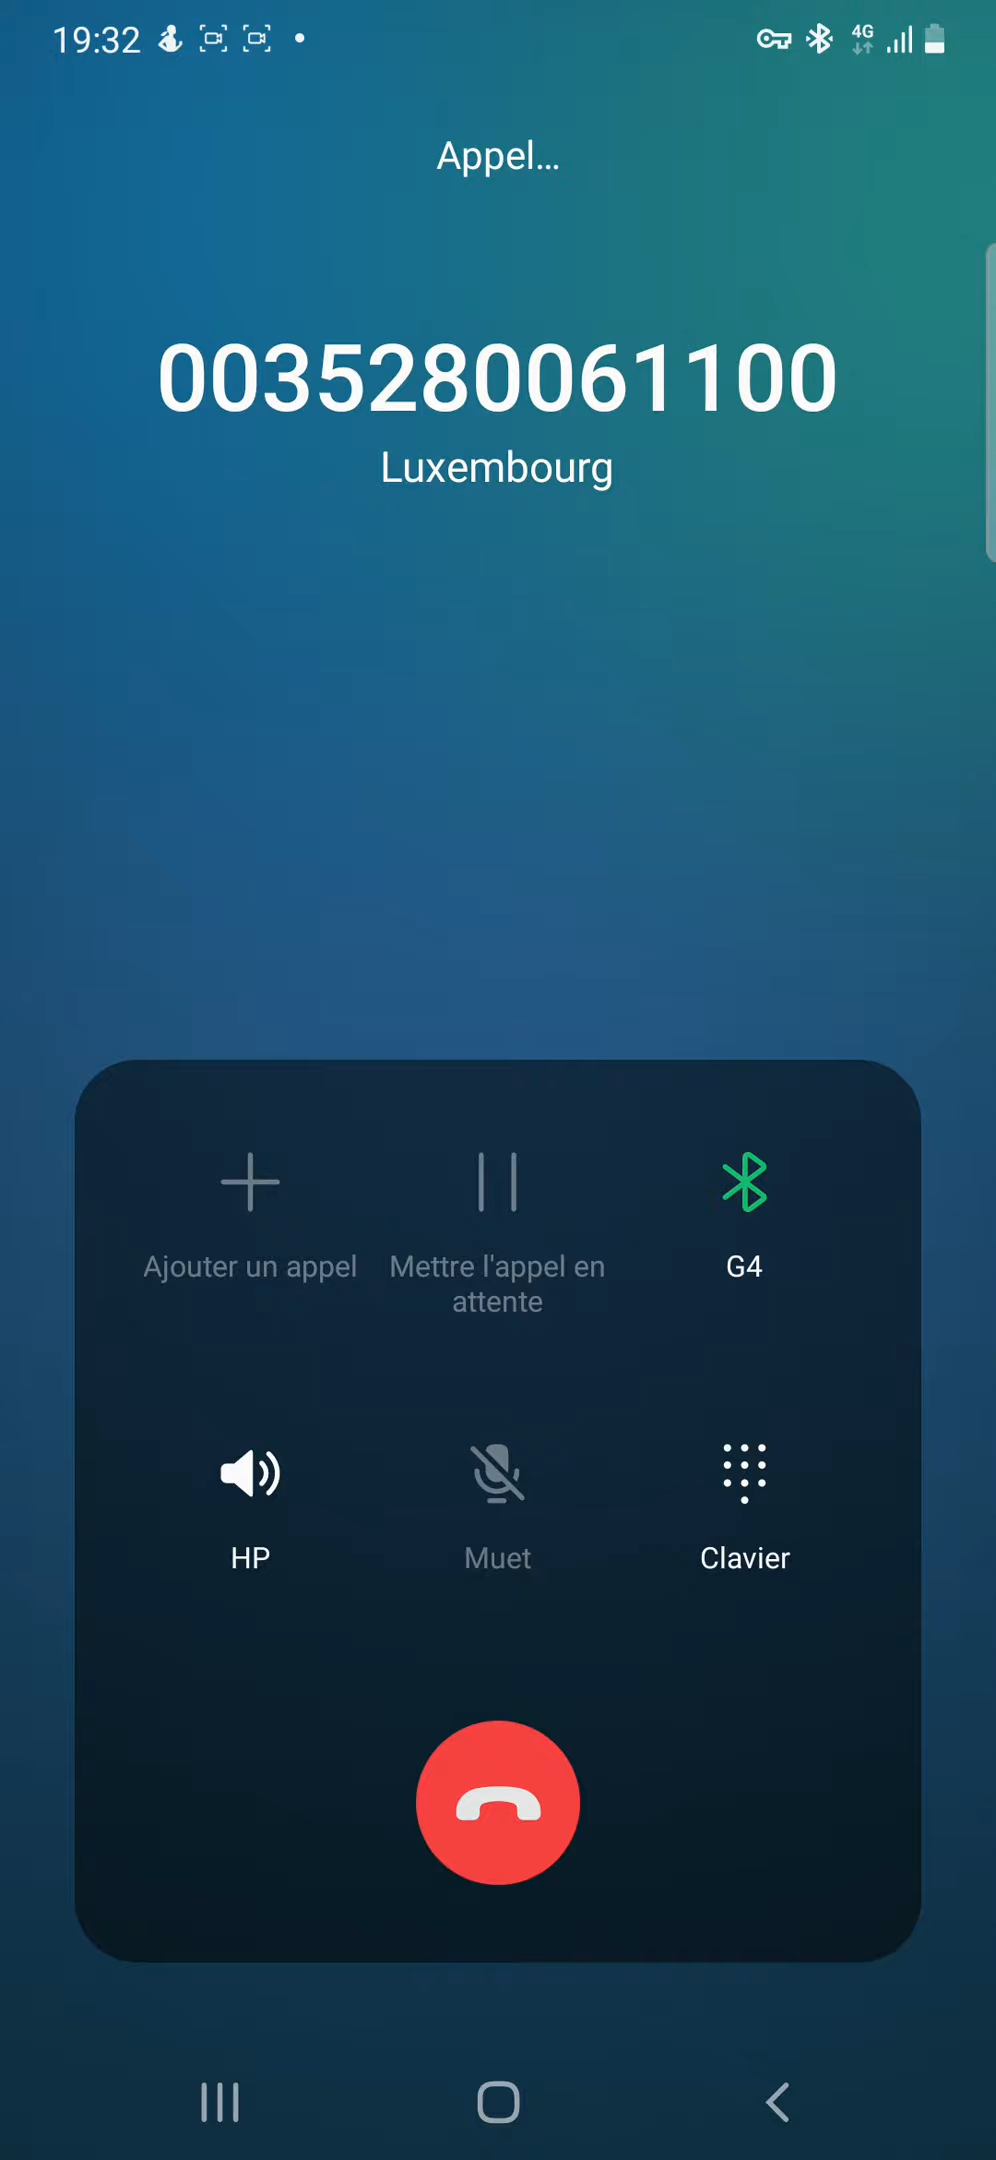 19:32
4G
Appel...
0035280061100
Luxembourg
Ajouter un appel
Mettre l'appel en
attente
G4
HP
Muet
Clavier